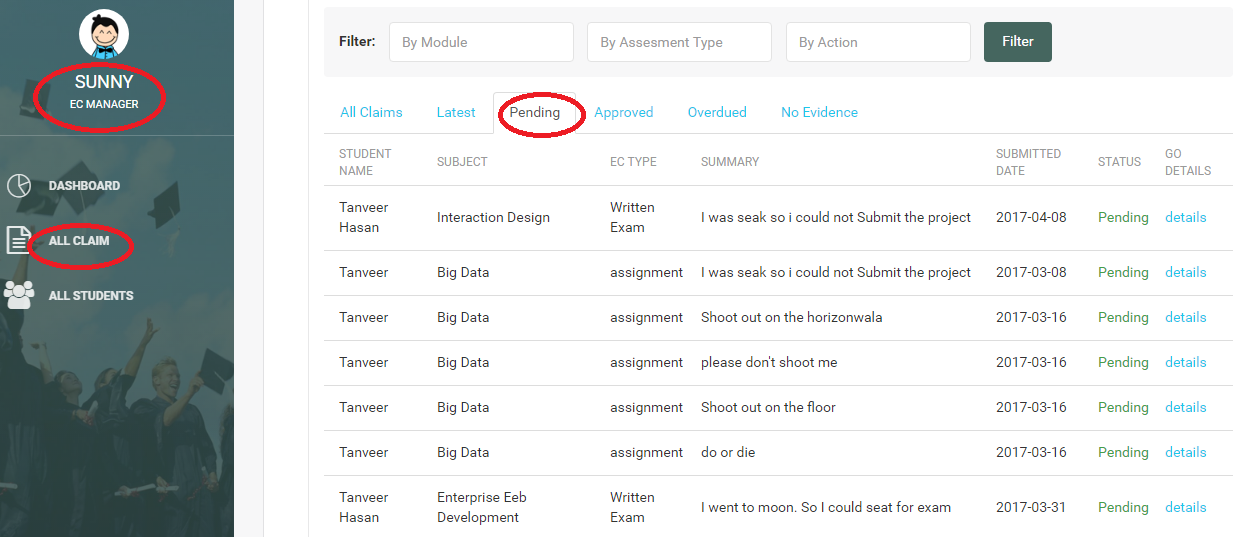 SUNNY
EC MANAGER
DASHBOARD
ALL CLAIM
ALL STUDENTS
Filter: By Module By Assesment Type By Action Filter
All Claims Latest Pending Approved Overdued No Evidence
STUDENT NAME SUBJECT EC TYPE SUMMARY SUBMITTED DATE STATUS GO DETAILS
Tanveer Hasan Interaction Design Written Exam I was seak so i could not Submit the project 2017-04-08 Pending details
Tanveer Big Data assignment I was seak so i could not Submit the project 2017-03-08 Pending details
Tanveer Big Data assignment Shoot out on the horizonwala 2017-03-16 Pending details
Tanveer Big Data assignment please don't shoot me 2017-03-16 Pending details
Tanveer Big Data assignment Shoot out on the floor 2017-03-16 Pending details
Tanveer Big Data assignment do or die 2017-03-16 Pending details
Tanveer Hasan Enterprise Eeb Development Written Exam I went to moon. So I could seat for exam 2017-03-31 Pending details